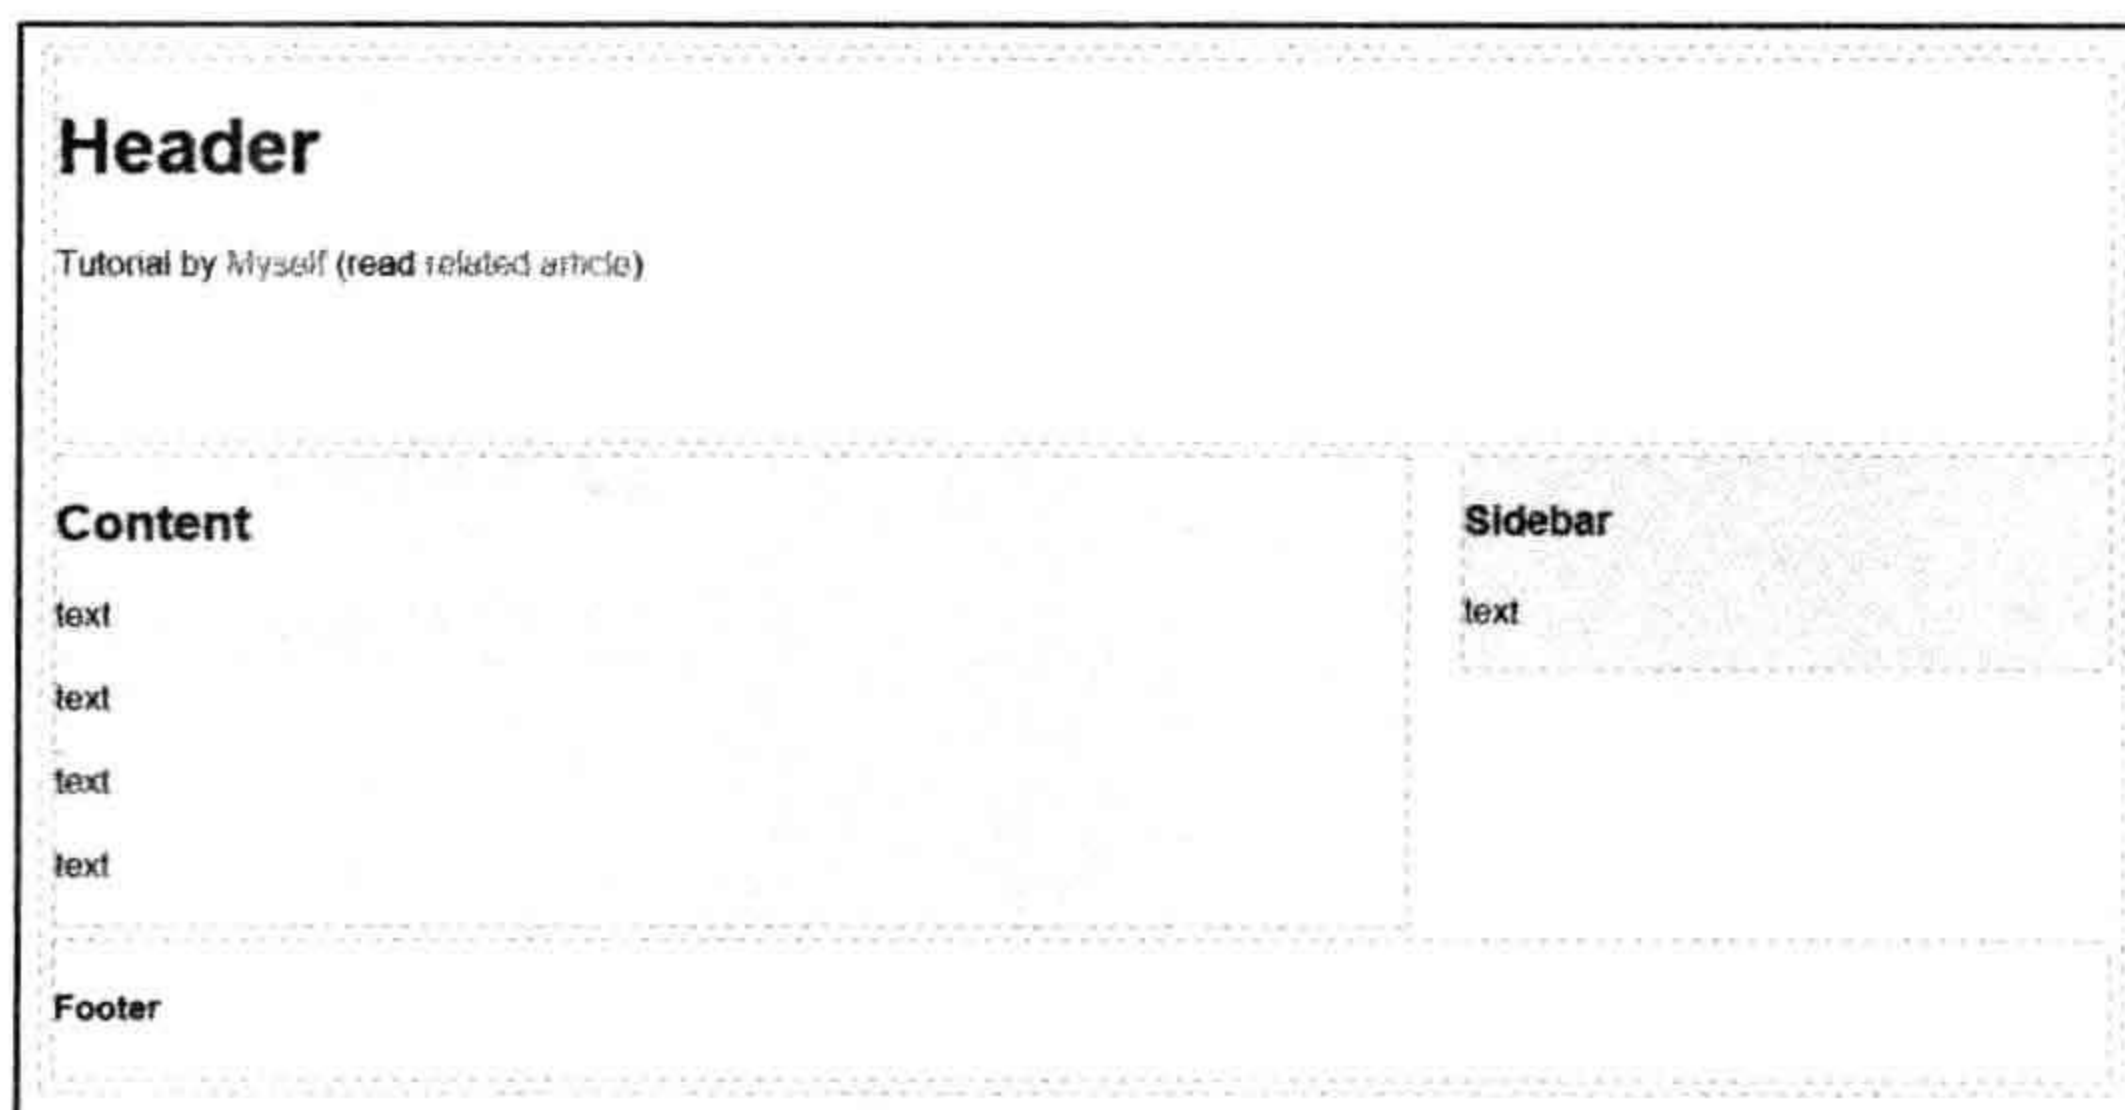 Header
Tutorial by Myself (read related article)
Content
text
text
text
text
Sidebar
text
Footer